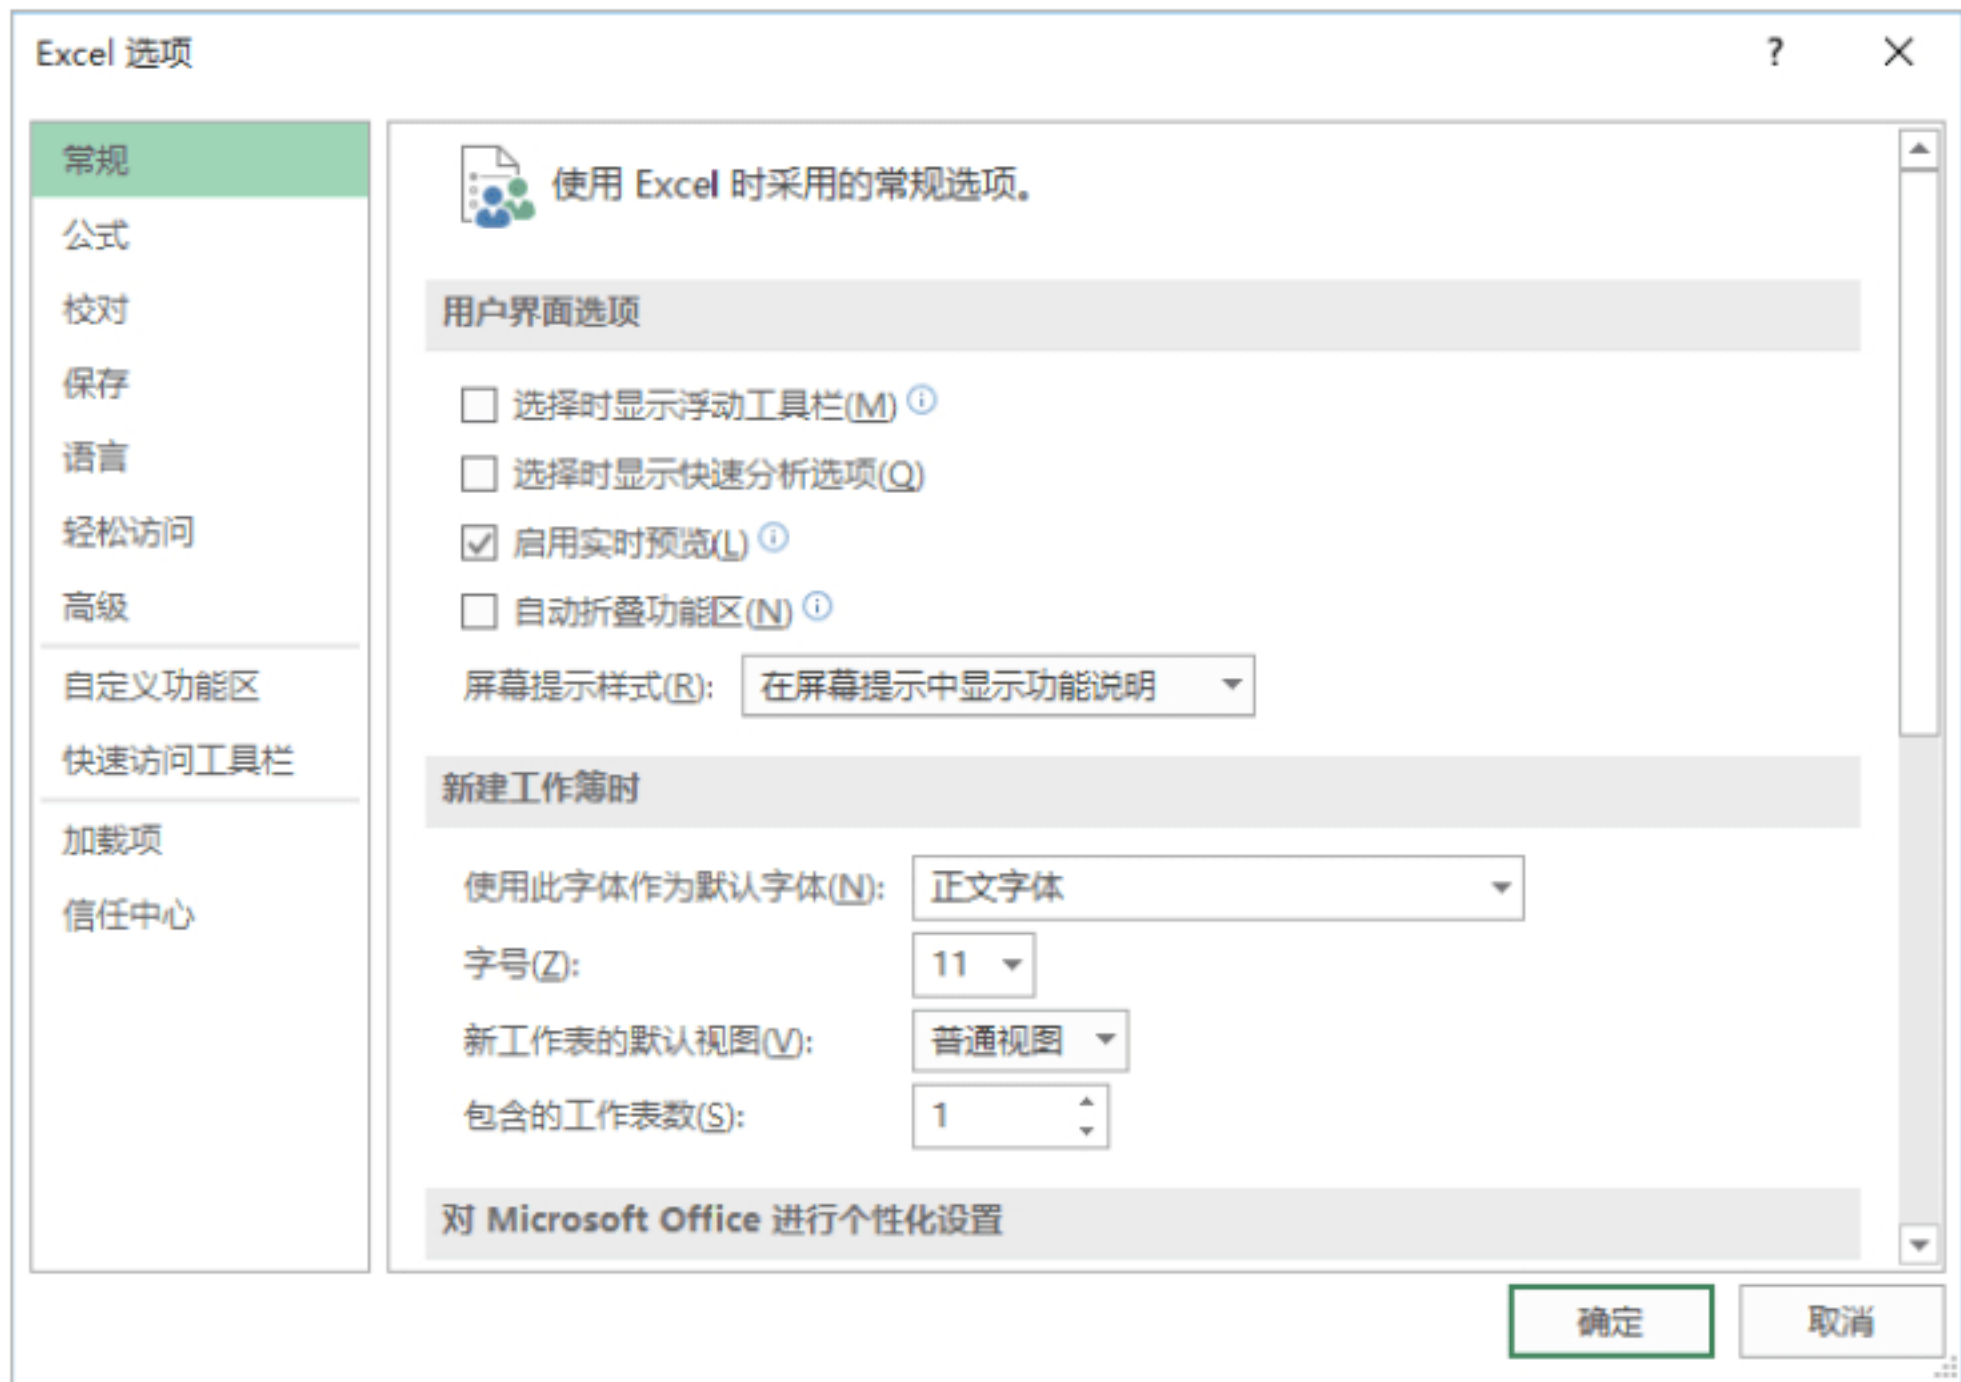 Excel 选项
?
常规
公式
校对
保存
语言
轻松访问
高级
自定义功能区
快速访问工具栏
加载项
信任中心
使用 Excel 时采用的常规选项。
用户界面选项
选择时显示浮动工具栏(M)
选择时显示快速分析选项(Q)
启用实时预览(L)
自动折叠功能区(N)
屏幕提示样式(R): 在屏幕提示中显示功能说明
新建工作簿时
使用此字体作为默认字体(N): 正文字体
字号(Z): 11
新工作表的默认视图(V): 普通视图
包含的工作表数(S): 1
对 Microsoft Office 进行个性化设置
确定 取消